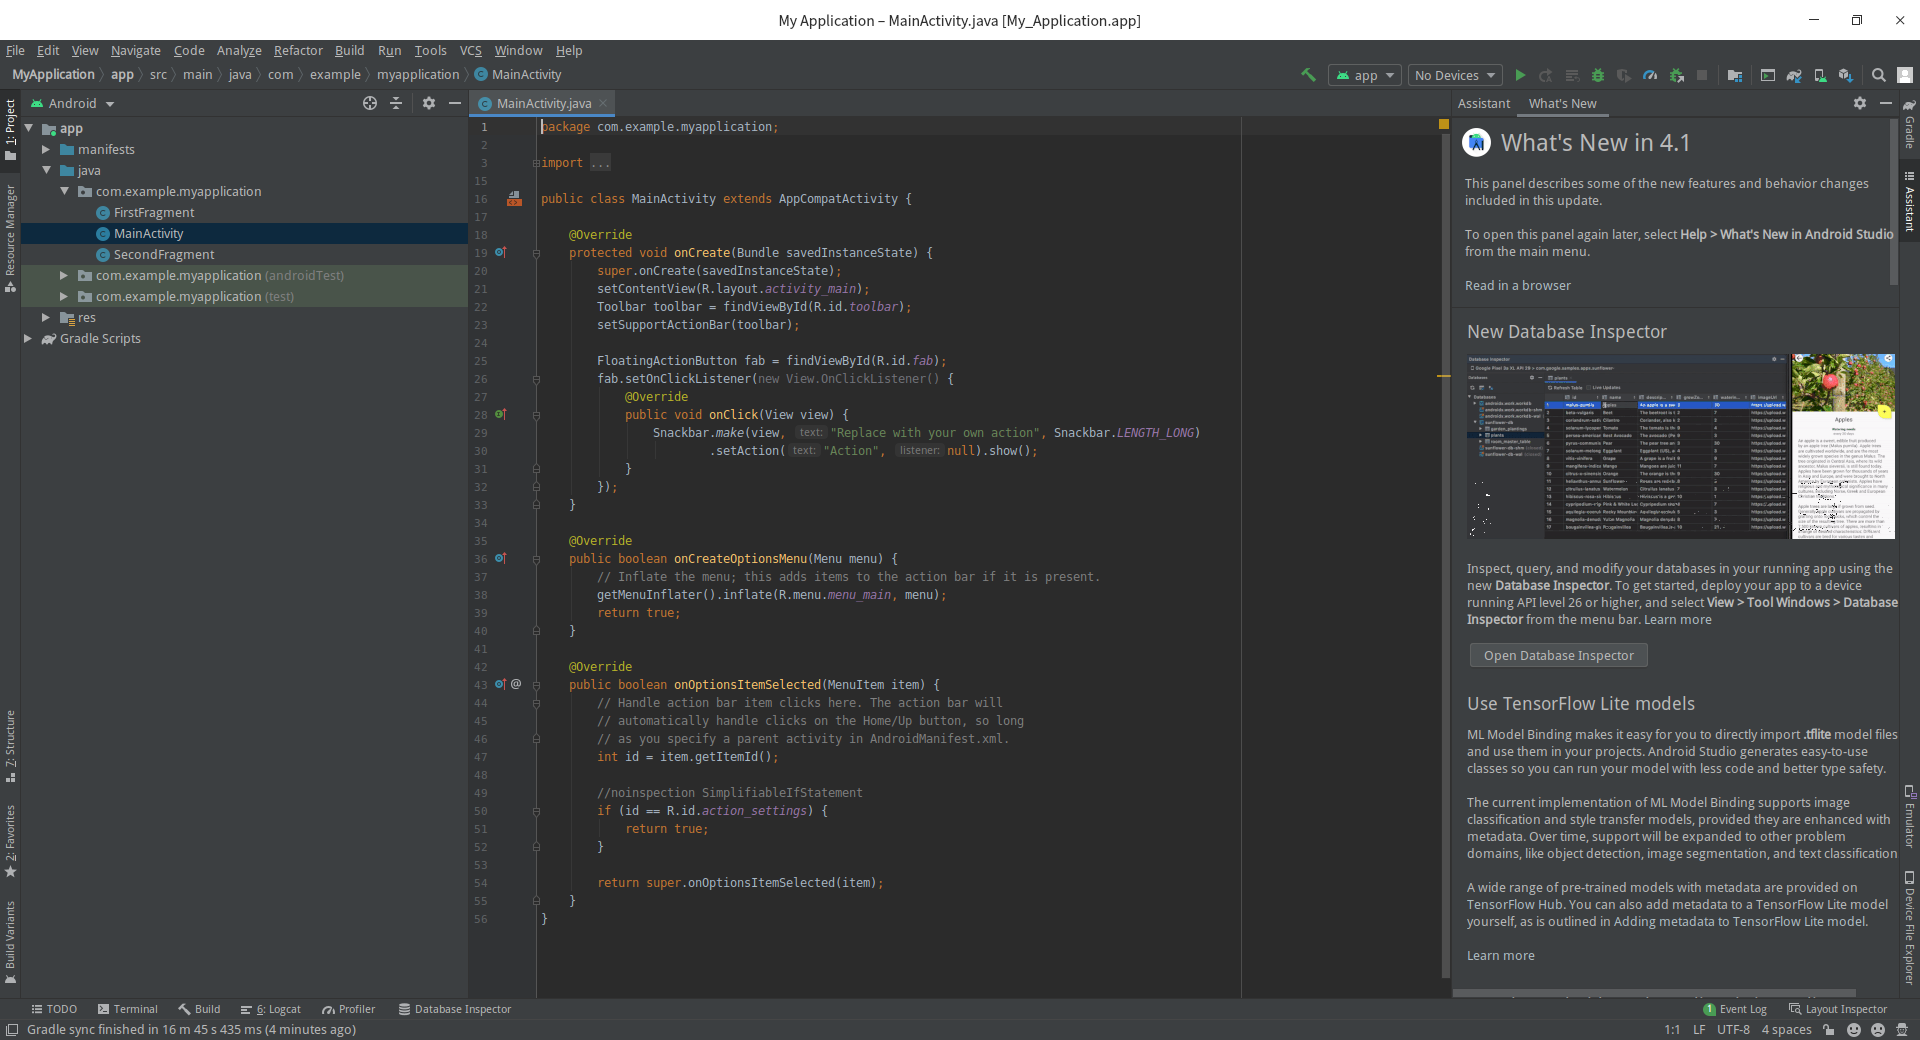 My Application – MainActivity.java [My_Application.app]
File Edit View Navigate Code Analyze Refactor Build Run Tools VCS Window Help
MyApplication app src main java com example myapplication MainActivity
app No Devices
1: Project
Resource Manager
7: Structure
2: Favorites
Build Variants
Android
app
manifests
java
com.example.myapplication
FirstFragment
MainActivity
SecondFragment
com.example.myapplication (androidTest)
com.example.myapplication (test)
res
Gradle Scripts
MainActivity.java
1 package com.example.myapplication;
2
3 import ...
15
16 public class MainActivity extends AppCompatActivity {
17
18 @Override
19 protected void onCreate(Bundle savedInstanceState) {
20 super.onCreate(savedInstanceState);
21 setContentView(R.layout.activity_main);
22 Toolbar toolbar = findViewById(R.id.toolbar);
23 setSupportActionBar(toolbar);
24
25 FloatingActionButton fab = findViewById(R.id.fab);
26 fab.setOnClickListener(new View.OnClickListener() {
27 @Override
28 public void onClick(View view) {
29 Snackbar.make(view, text: "Replace with your own action", Snackbar.LENGTH_LONG)
30 .setAction( text: "Action", listener: null).show();
31 }
32 });
33 }
34
35 @Override
36 public boolean onCreateOptionsMenu(Menu menu) {
37 // Inflate the menu; this adds items to the action bar if it is present.
38 getMenuInflater().inflate(R.menu.menu_main, menu);
39 return true;
40 }
41
42 @Override
43 @ public boolean onOptionsItemSelected(MenuItem item) {
44 // Handle action bar item clicks here. The action bar will
45 // automatically handle clicks on the Home/Up button, so long
46 // as you specify a parent activity in AndroidManifest.xml.
47 int id = item.getItemId();
48
49 //noinspection SimplifiableIfStatement
50 if (id == R.id.action_settings) {
51 return true;
52 }
53
54 return super.onOptionsItemSelected(item);
55 }
56 }
Assistant What's New
What's New in 4.1
This panel describes some of the new features and behavior changes
included in this update.
To open this panel again later, select Help > What's New in Android Studio
from the main menu.
Read in a browser
New Database Inspector
Database Inspector
Apples
Inspect, query, and modify your databases in your running app using the
new Database Inspector. To get started, deploy your app to a device
running API level 26 or higher, and select View > Tool Windows > Database
Inspector from the menu bar. Learn more
Open Database Inspector
Use TensorFlow Lite models
ML Model Binding makes it easy for you to directly import .tflite model files
and use them in your projects. Android Studio generates easy-to-use
classes so you can run your model with less code and better type safety.
The current implementation of ML Model Binding supports image
classification and style transfer models, provided they are enhanced with
metadata. Over time, support will be expanded to other problem
domains, like object detection, image segmentation, and text classification
A wide range of pre-trained models with metadata are provided on
TensorFlow Hub. You can also add metadata to a TensorFlow Lite model
yourself, as is outlined in Adding metadata to TensorFlow Lite model.
Learn more
Gradle
Assistant
Emulator
Device File Explorer
TODO Terminal Build 6: Logcat Profiler Database Inspector 1 Event Log Layout Inspector
Gradle sync finished in 16 m 45 s 435 ms (4 minutes ago) 1:1 LF UTF-8 4 spaces